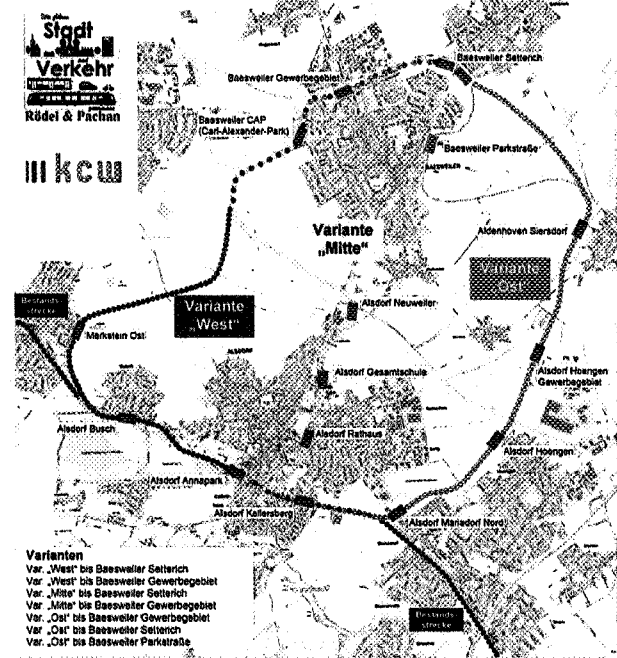 Stadt
Verkehr
Rödel & Pachan
kcw
Baesweiler Setterich
Baesweiler Gewerbegebiet
Baesweiler CAP
(Carl-Alexander-Park)
Baesweiler Parkstraße
BAESWEILER
Variante
„Mitte“
Aldenhoven Siersdorf
Variante
Ost
Bestands-
strecke
Variante
„West“
Alsdorf Neuweiler
Merkstein Ost
ALSDORF
Alsdorf Gesamtschule
Alsdorf Hoengen
Gewerbegebiet
Alsdorf Busch
Alsdorf Rathaus
Alsdorf Hoengen
Alsdorf Annapark
Alsdorf Kellersberg
Alsdorf Mariadorf Nord
Varianten
Var. „West“ bis Baesweiler Setterich
Var. „West“ bis Baesweiler Gewerbegebiet
Var. „Mitte“ bis Baesweiler Setterich
Var. „Mitte“ bis Baesweiler Gewerbegebiet
Var. „Ost“ bis Baesweiler Gewerbegebiet
Var. „Ost“ bis Baesweiler Setterich
Var. „Ost“ bis Baesweiler Parkstraße
Bestands-
strecke